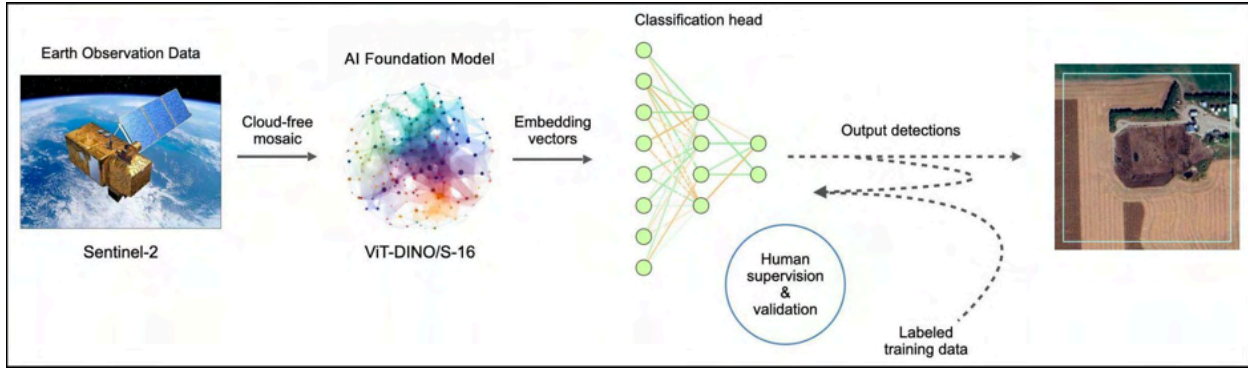 Classification head
Earth Observation Data
AI Foundation Model
Cloud-free
mosaic
Embedding
vectors
Output detections
Sentinel-2
ViT-DINO/S-16
Human
supervision
&
validation
Labeled
training data